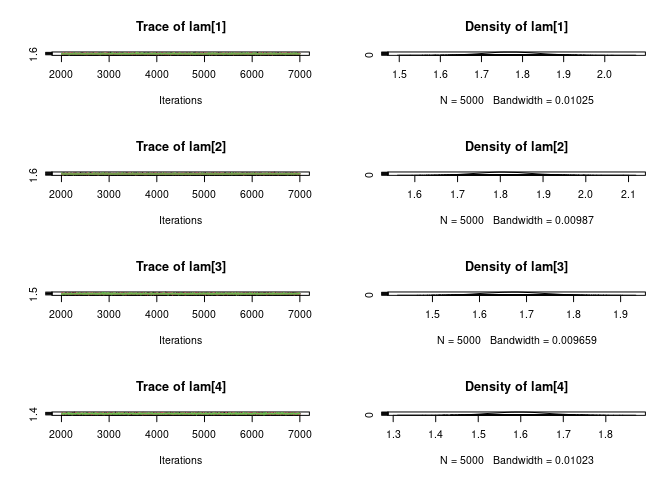 Trace of lam[1]
1.6
2000 3000 4000 5000 6000 7000
Iterations
Density of lam[1]
0
1.5 1.6 1.7 1.8 1.9 2.0
N = 5000 Bandwidth = 0.01025
Trace of lam[2]
1.6
2000 3000 4000 5000 6000 7000
Iterations
Density of lam[2]
0
1.6 1.7 1.8 1.9 2.0 2.1
N = 5000 Bandwidth = 0.00987
Trace of lam[3]
1.5
2000 3000 4000 5000 6000 7000
Iterations
Density of lam[3]
0
1.5 1.6 1.7 1.8 1.9
N = 5000 Bandwidth = 0.009659
Trace of lam[4]
1.4
2000 3000 4000 5000 6000 7000
Iterations
Density of lam[4]
0
1.3 1.4 1.5 1.6 1.7 1.8
N = 5000 Bandwidth = 0.01023